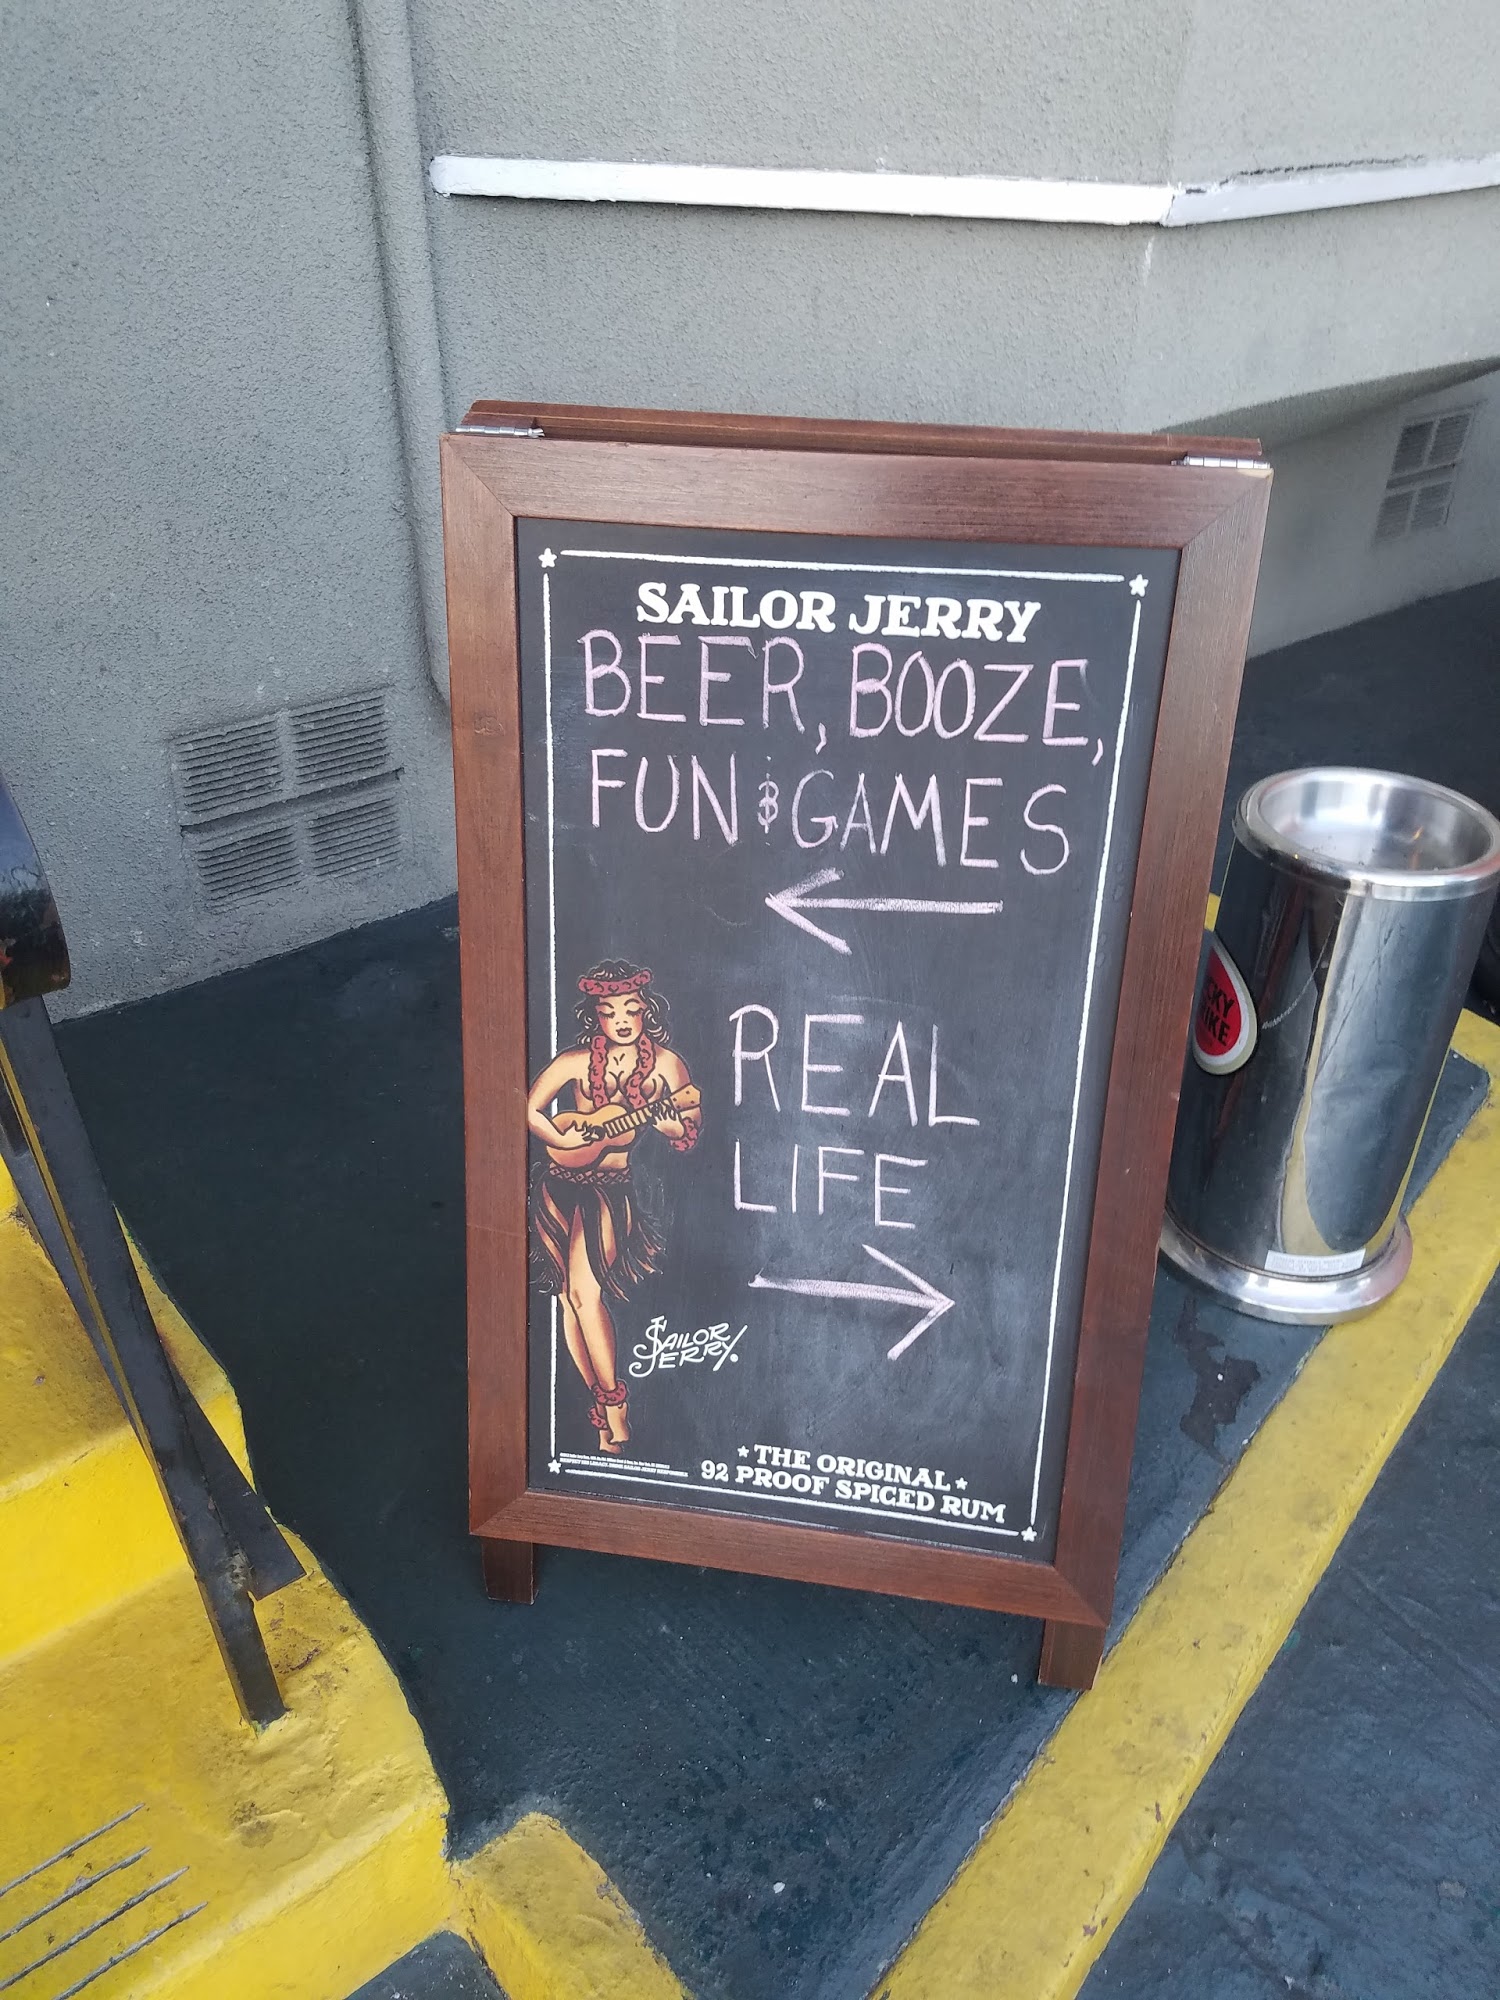 SAILOR JERRY
BEER, BOOZE,
FUN & GAMES
REAL
LIFE
SAILOR
JERRY.
THE ORIGINAL
92 PROOF SPICED RUM